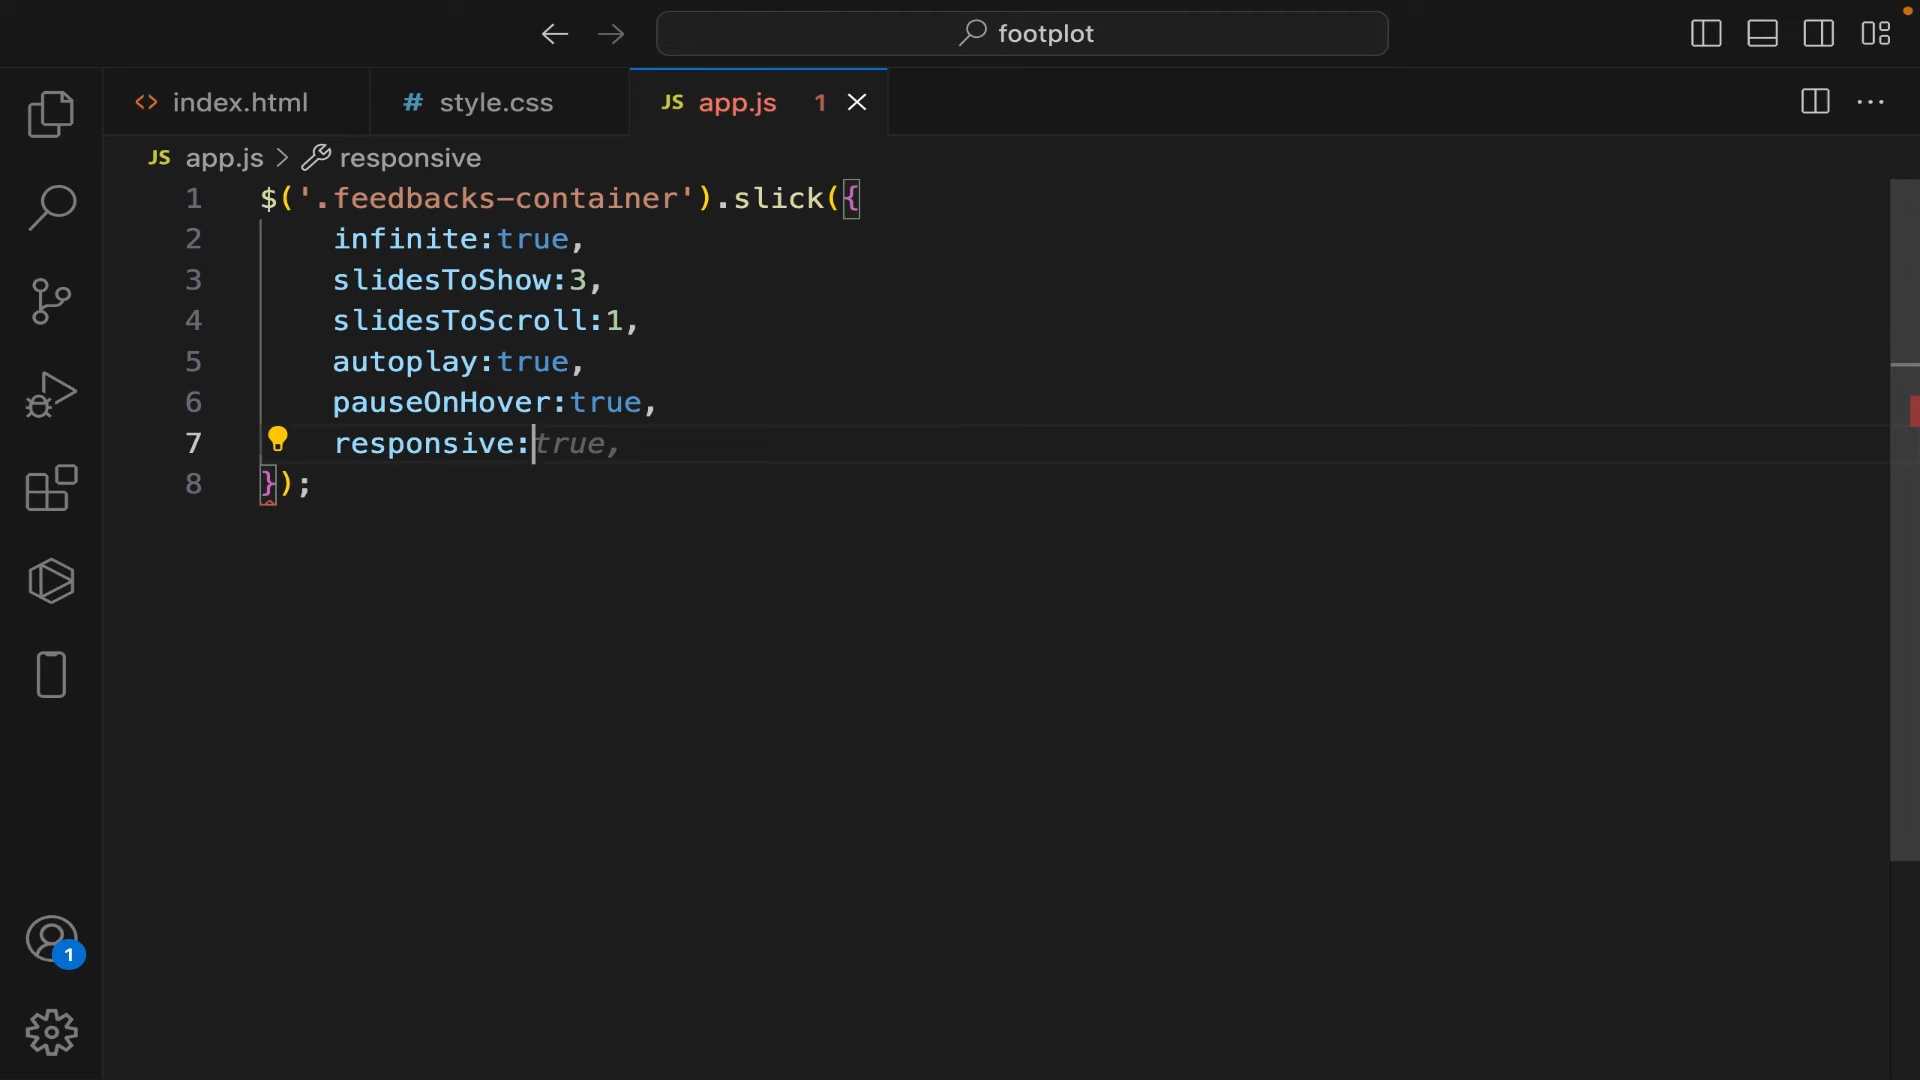 footplot
<> index.html # style.css JS app.js 1
JS app.js > responsive
1 $('.feedbacks-container').slick({
2 infinite:true,
3 slidesToShow:3,
4 slidesToScroll:1,
5 autoplay:true,
6 pauseOnHover:true,
7 responsive:true,
8 });
1